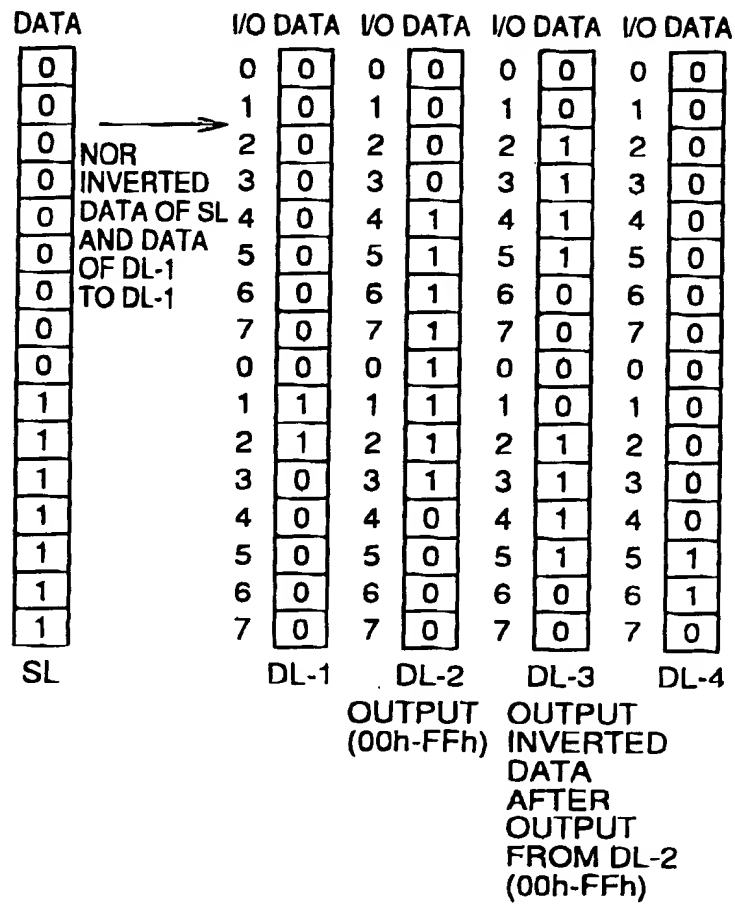 DATA I/O DATA I/O DATA I/O DATA I/O DATA
0 0 0 0 0 0 0 0 0
0 1 0 1 0 1 0 1 0
0 2 0 2 0 2 1 2 0
0 3 0 3 0 3 1 3 0
0 4 0 4 1 4 1 4 0
0 5 0 5 1 5 1 5 0
0 6 0 6 1 6 0 6 0
0 7 0 7 1 7 0 7 0
0 0 0 0 1 0 0 0 0
1 1 1 1 1 1 0 1 0
1 2 1 2 1 2 1 2 0
1 3 0 3 1 3 1 3 0
1 4 0 4 0 4 1 4 0
1 5 0 5 0 5 1 5 1
1 6 0 6 0 6 0 6 1
1 7 0 7 0 7 0 7 0
NOR
INVERTED
DATA OF SL
AND DATA
OF DL-1
TO DL-1
SL DL-1 DL-2 DL-3 DL-4
OUTPUT
(00h-FFh)
OUTPUT
INVERTED
DATA
AFTER
OUTPUT
FROM DL-2
(00h-FFh)